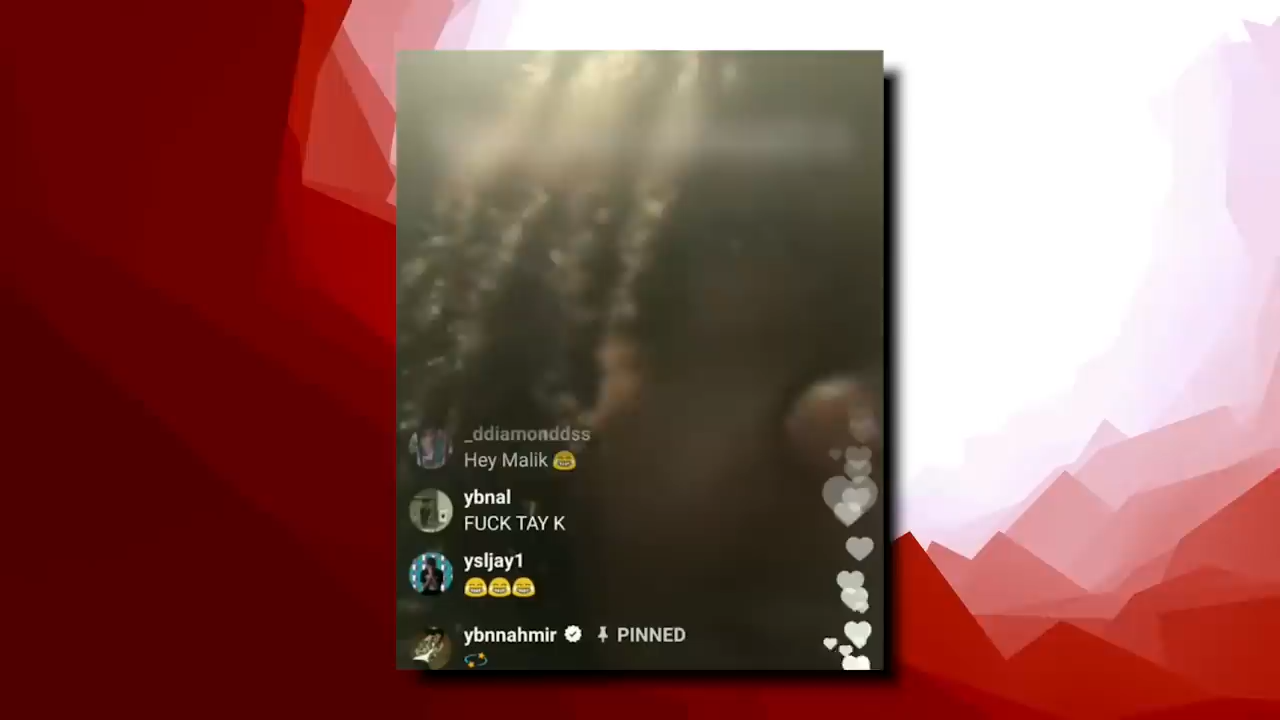 _ddiamonddss
Hey Malik 😂
ybnal
FUCK TAY K
ysljay1
😂😂😂
ybnnahmir PINNED
💫